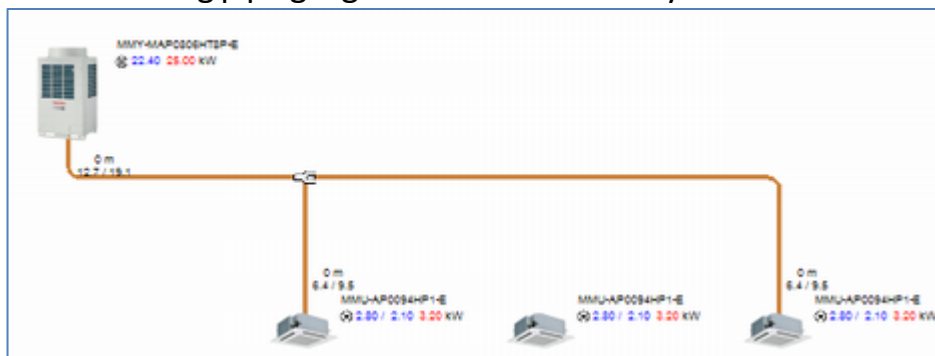 MMY-MAP0806HT8P-E
22.40 25.00 kW
0 m
12.7 / 19.1
0 m
6.4 / 9.5
MMU-AP0094HP1-E
2.80 / 2.10 3.20 kW
MMU-AP0094HP1-E
2.80 / 2.10 3.20 kW
0 m
6.4 / 9.5
MMU-AP0094HP1-E
2.80 / 2.10 3.20 kW